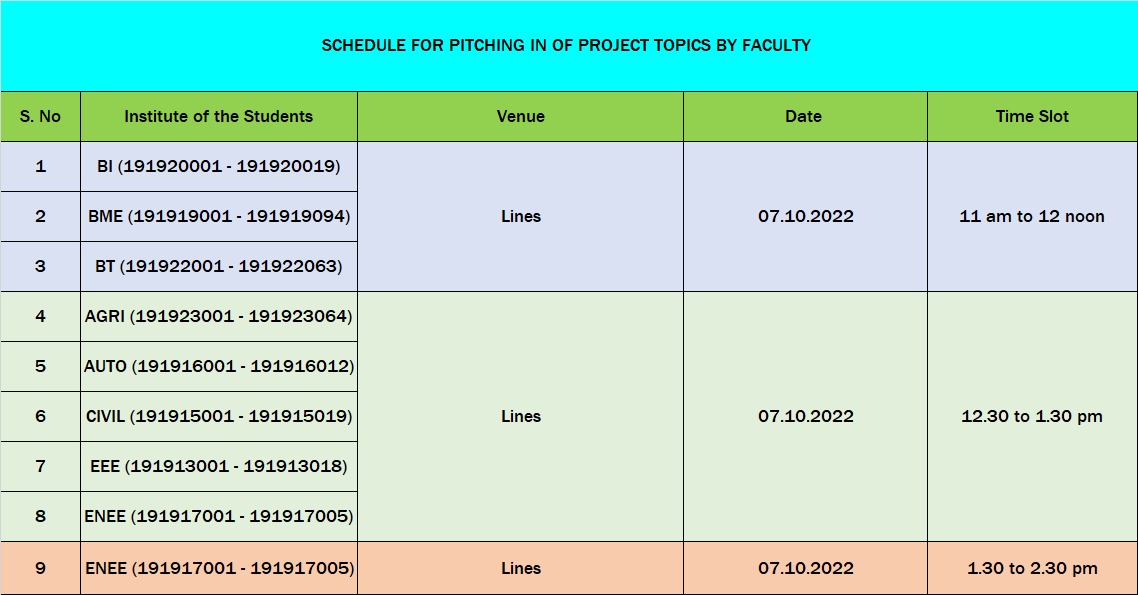 SCHEDULE FOR PITCHING IN OF PROJECT TOPICS BY FACULTY
S. No Institute of the Students Venue Date Time Slot
1 BI (191920001 - 191920019)
2 BME (191919001 - 191919094) Lines 07.10.2022 11 am to 12 noon
3 BT (191922001 - 191922063)
4 AGRI (191923001 - 191923064)
5 AUTO (191916001 - 191916012)
6 CIVIL (191915001 - 191915019) Lines 07.10.2022 12.30 to 1.30 pm
7 EEE (191913001 - 191913018)
8 ENEE (191917001 - 191917005)
9 ENEE (191917001 - 191917005) Lines 07.10.2022 1.30 to 2.30 pm